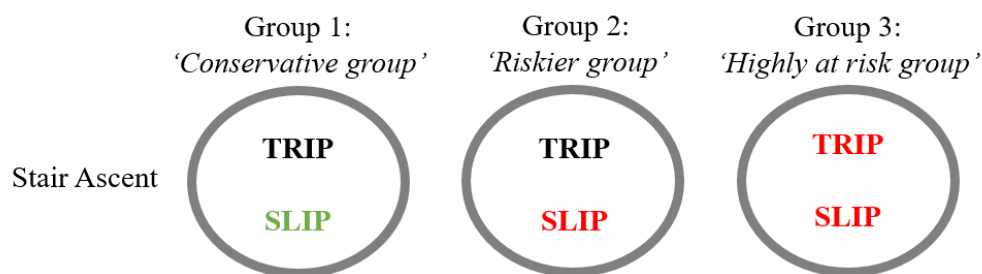 Group 1:
‘Conservative group’
Group 2:
‘Riskier group’
Group 3:
‘Highly at risk group’
Stair Ascent
TRIP
SLIP
TRIP
SLIP
TRIP
SLIP